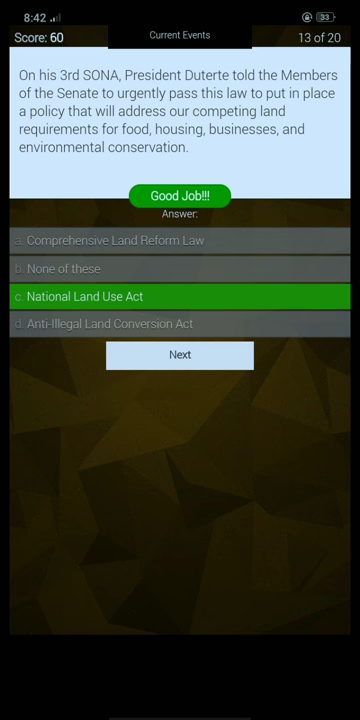 8:42
33
Score: 60
Current Events
13 of 20
On his 3rd SONA, President Duterte told the Members
of the Senate to urgently pass this law to put in place
a policy that will address our competing land
requirements for food, housing, businesses, and
environmental conservation.
Good Job!!!
Answer:
a. Comprehensive Land Reform Law
b. None of these
c. National Land Use Act
d. Anti-Illegal Land Conversion Act
Next